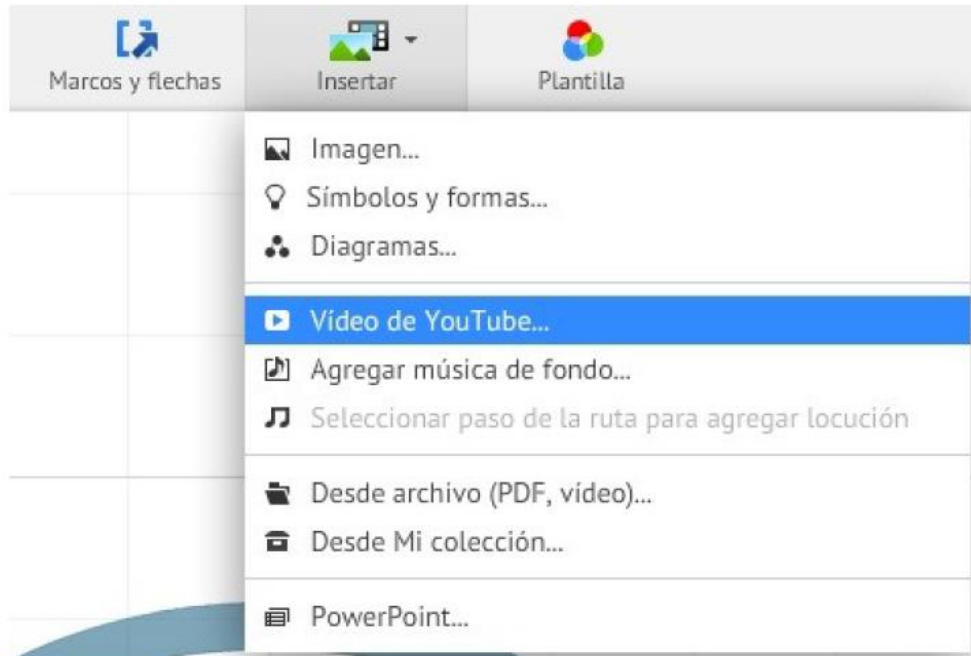 Marcos y flechas
Insertar
Plantilla
Imagen...
Símbolos y formas...
Diagramas...
Vídeo de YouTube...
Agregar música de fondo...
Seleccionar paso de la ruta para agregar locución
Desde archivo (PDF, vídeo)...
Desde Mi colección...
PowerPoint...